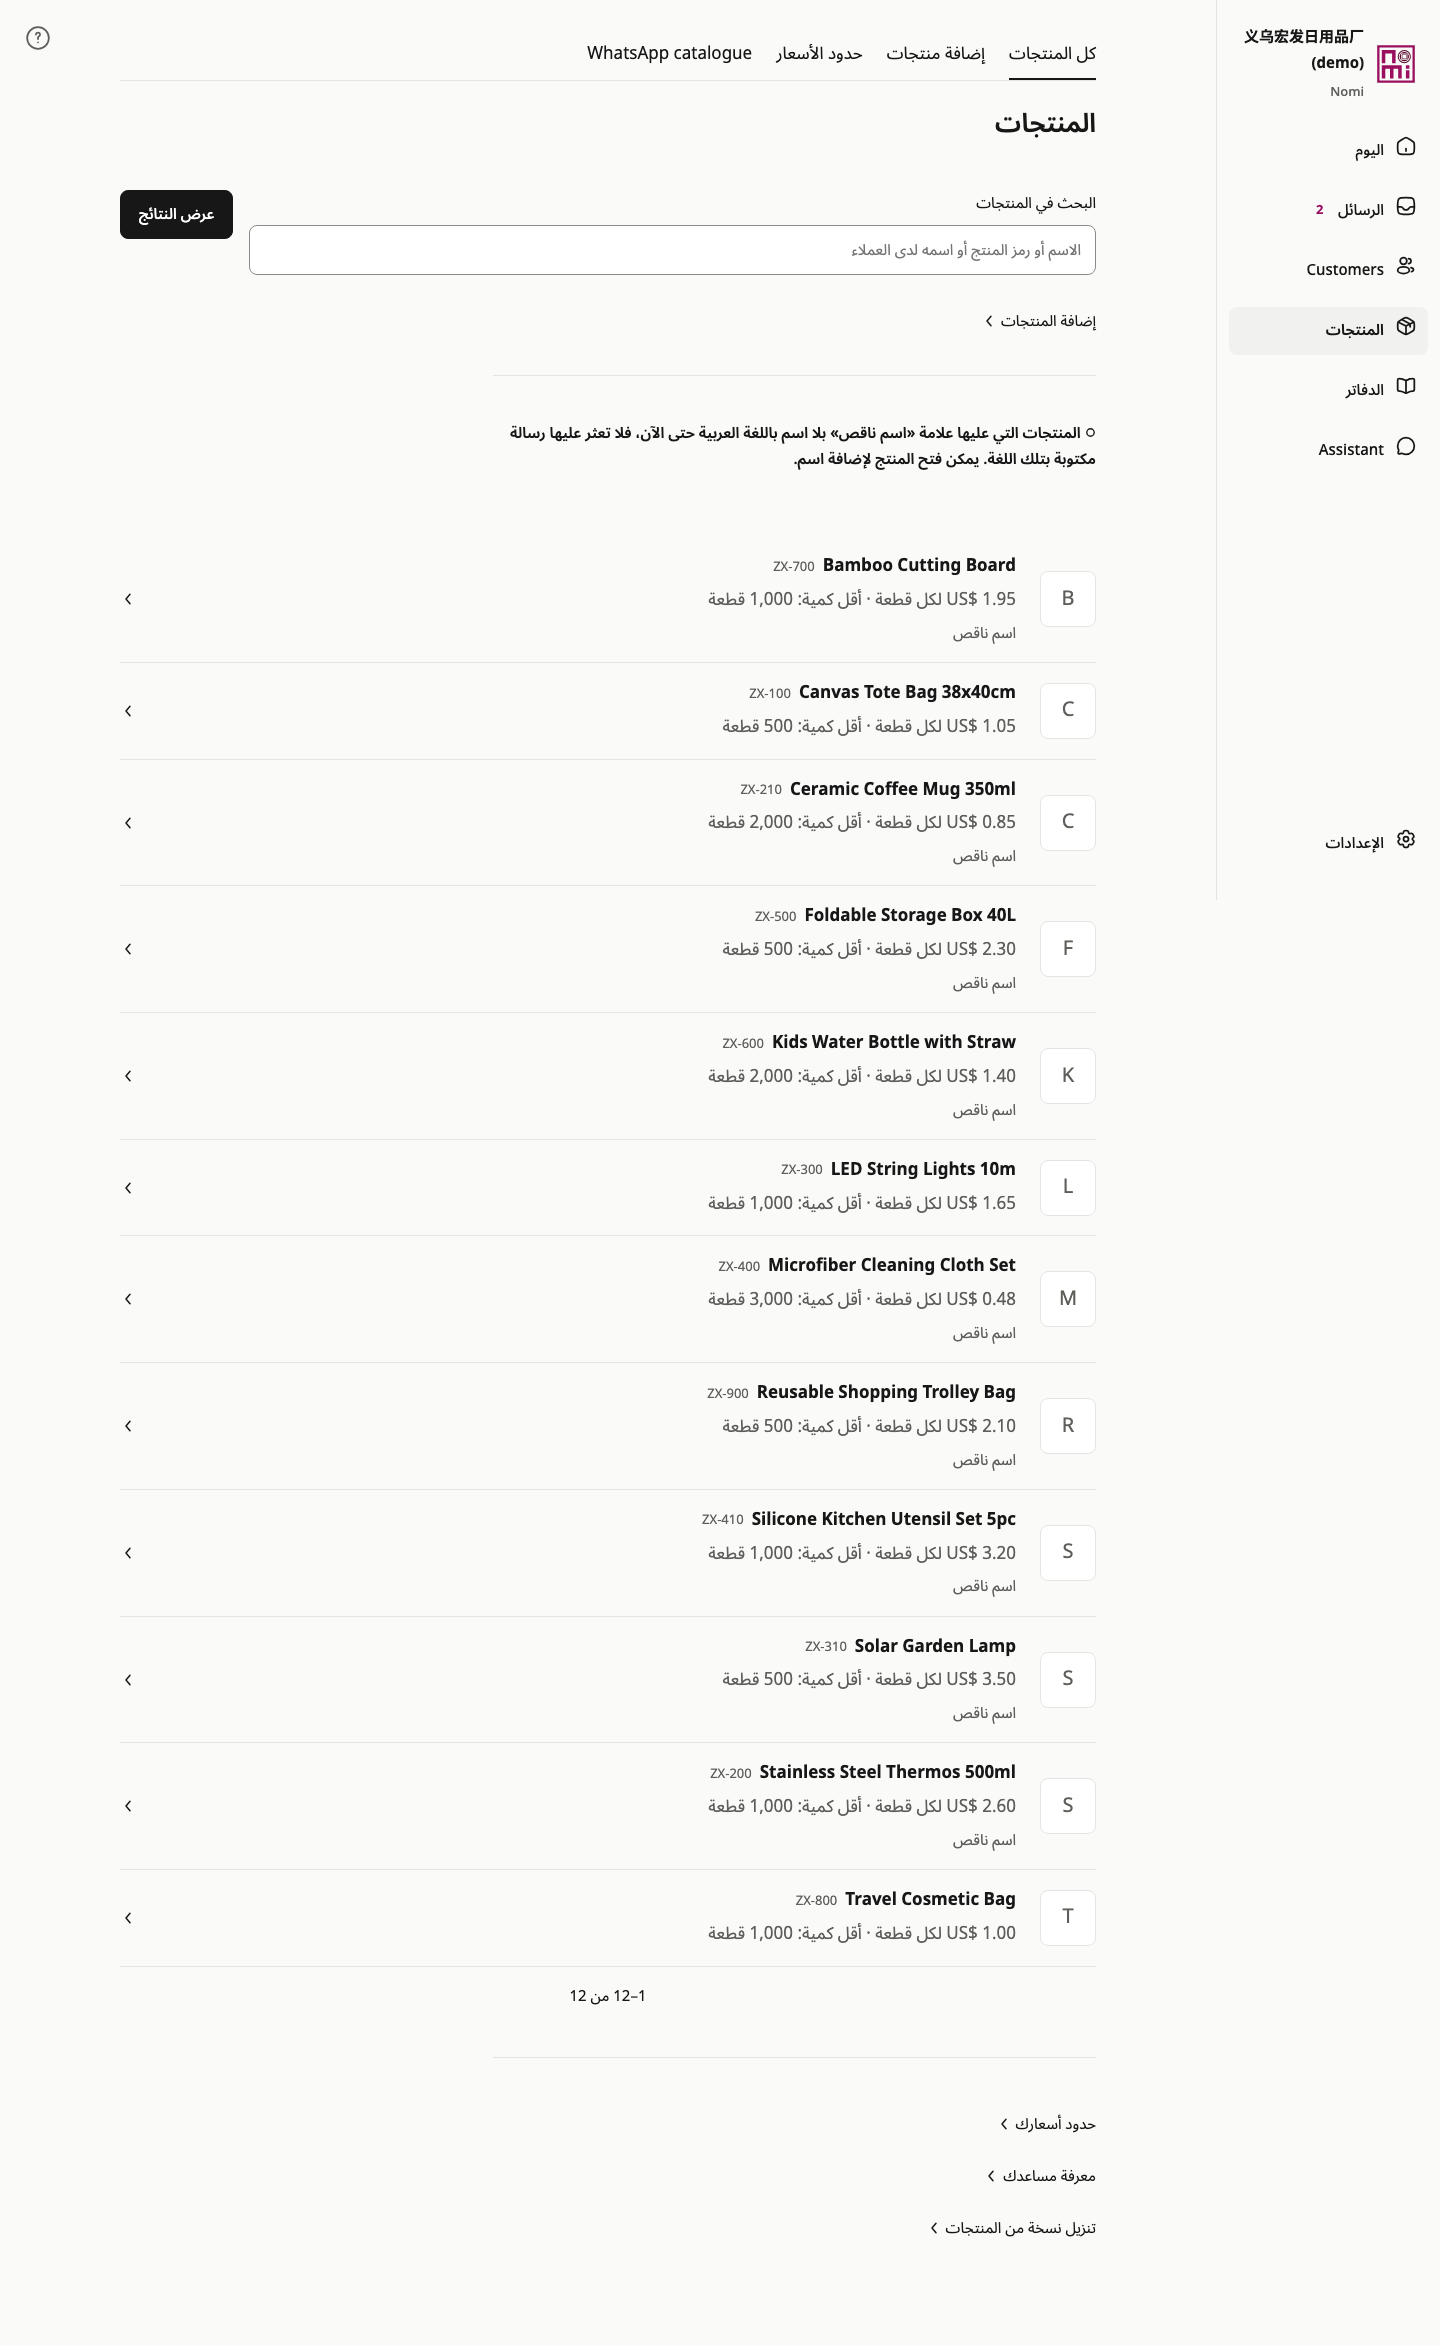 义乌宏发日用品厂
(demo)
Nomi
اليوم
الرسائل 2
Customers
المنتجات
الدفاتر
Assistant
الإعدادات
كل المنتجات
إضافة منتجات
حدود الأسعار
WhatsApp catalogue
المنتجات
البحث في المنتجات
الاسم أو رمز المنتج أو اسمه لدى العملاء
عرض النتائج
إضافة المنتجات
المنتجات التي عليها علامة «اسم ناقص» بلا اسم باللغة العربية حتى الآن، فلا تعثر عليها رسالة
مكتوبة بتلك اللغة. يمكن فتح المنتج لإضافة اسم.
B
Bamboo Cutting Board ZX-700
US$ 1.95 لكل قطعة · أقل كمية: 1,000 قطعة
اسم ناقص
C
Canvas Tote Bag 38x40cm ZX-100
US$ 1.05 لكل قطعة · أقل كمية: 500 قطعة
C
Ceramic Coffee Mug 350ml ZX-210
US$ 0.85 لكل قطعة · أقل كمية: 2,000 قطعة
اسم ناقص
F
Foldable Storage Box 40L ZX-500
US$ 2.30 لكل قطعة · أقل كمية: 500 قطعة
اسم ناقص
K
Kids Water Bottle with Straw ZX-600
US$ 1.40 لكل قطعة · أقل كمية: 2,000 قطعة
اسم ناقص
L
LED String Lights 10m ZX-300
US$ 1.65 لكل قطعة · أقل كمية: 1,000 قطعة
M
Microfiber Cleaning Cloth Set ZX-400
US$ 0.48 لكل قطعة · أقل كمية: 3,000 قطعة
اسم ناقص
R
Reusable Shopping Trolley Bag ZX-900
US$ 2.10 لكل قطعة · أقل كمية: 500 قطعة
اسم ناقص
S
Silicone Kitchen Utensil Set 5pc ZX-410
US$ 3.20 لكل قطعة · أقل كمية: 1,000 قطعة
اسم ناقص
S
Solar Garden Lamp ZX-310
US$ 3.50 لكل قطعة · أقل كمية: 500 قطعة
اسم ناقص
S
Stainless Steel Thermos 500ml ZX-200
US$ 2.60 لكل قطعة · أقل كمية: 1,000 قطعة
اسم ناقص
T
Travel Cosmetic Bag ZX-800
US$ 1.00 لكل قطعة · أقل كمية: 1,000 قطعة
1–12 من 12
حدود أسعارك
معرفة مساعدك
تنزيل نسخة من المنتجات